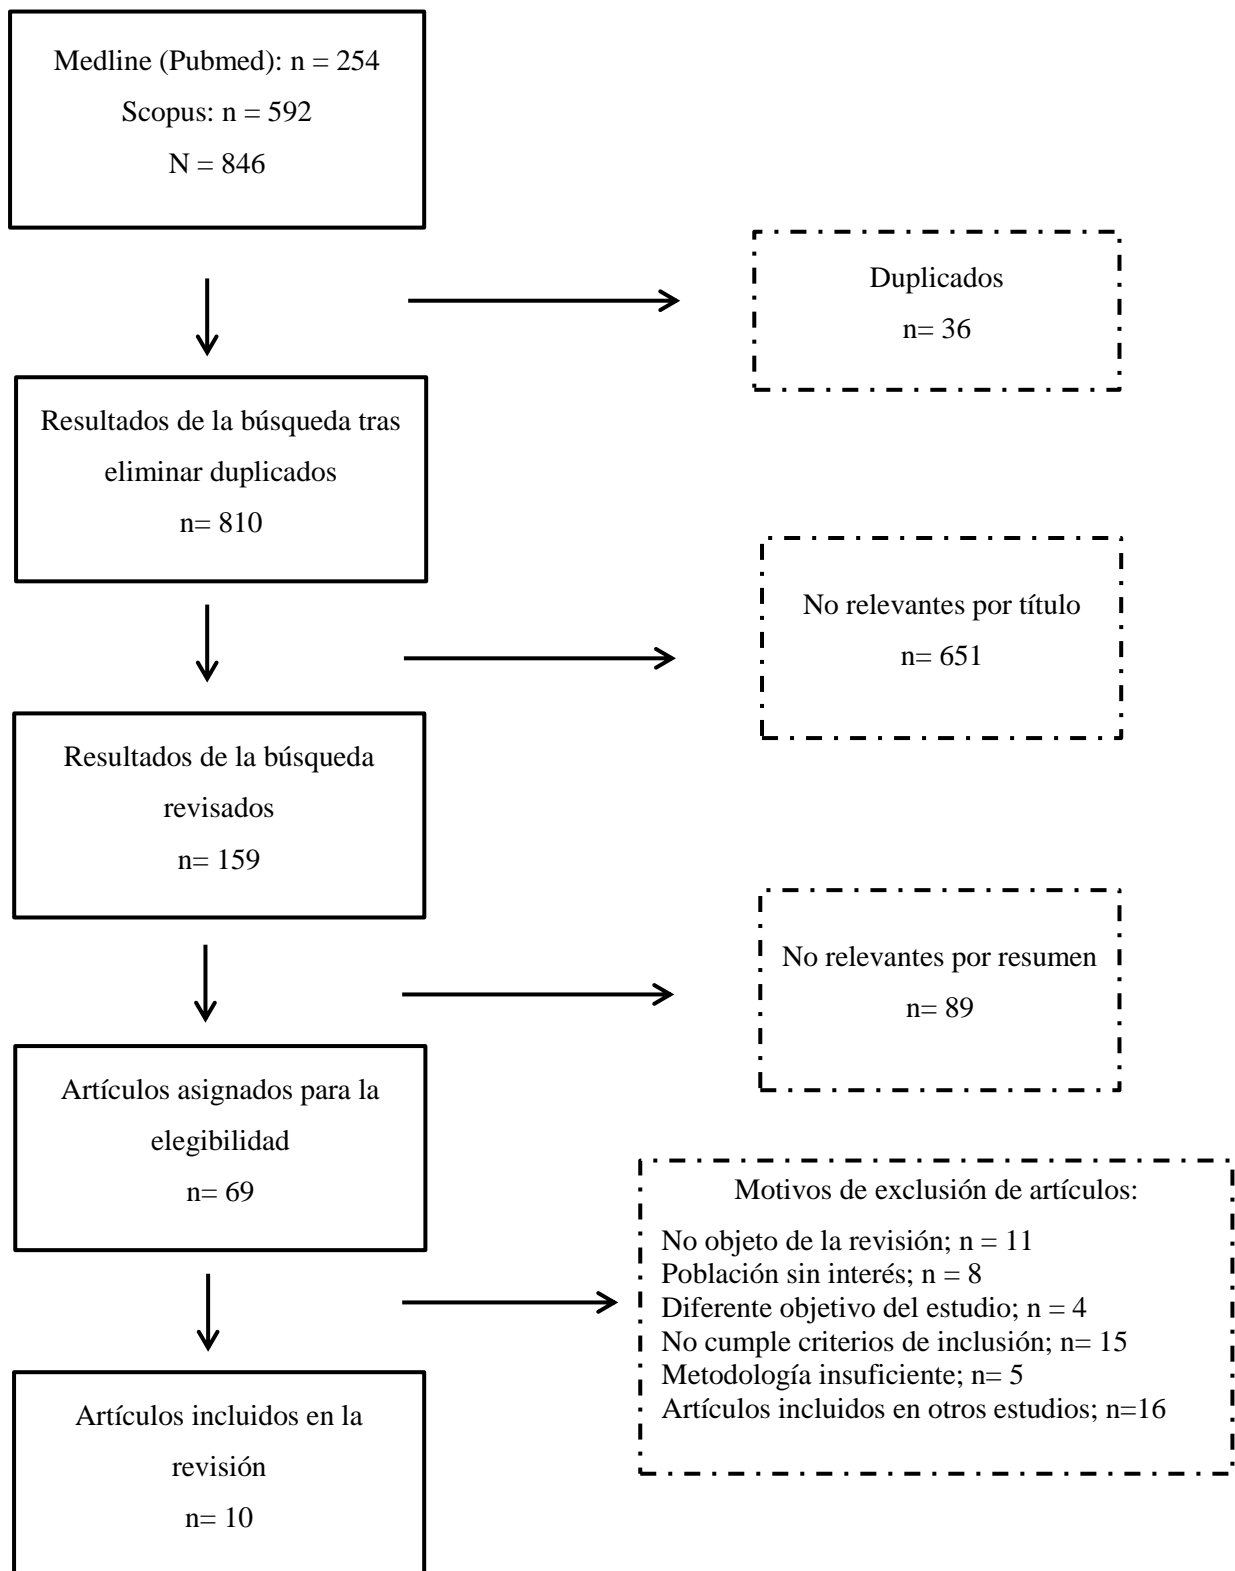 Medline (Pubmed): n = 254
Scopus: n = 592
N = 846
Duplicados
n= 36
Resultados de la búsqueda tras
eliminar duplicados
n= 810
No relevantes por título
n= 651
Resultados de la búsqueda
revisados
n= 159
No relevantes por resumen
n= 89
Artículos asignados para la
elegibilidad
n= 69
Motivos de exclusión de artículos:
No objeto de la revisión; n = 11
Población sin interés; n = 8
Diferente objetivo del estudio; n = 4
No cumple criterios de inclusión; n= 15
Metodología insuficiente; n= 5
Artículos incluidos en otros estudios; n=16
Artículos incluidos en la
revisión
n= 10